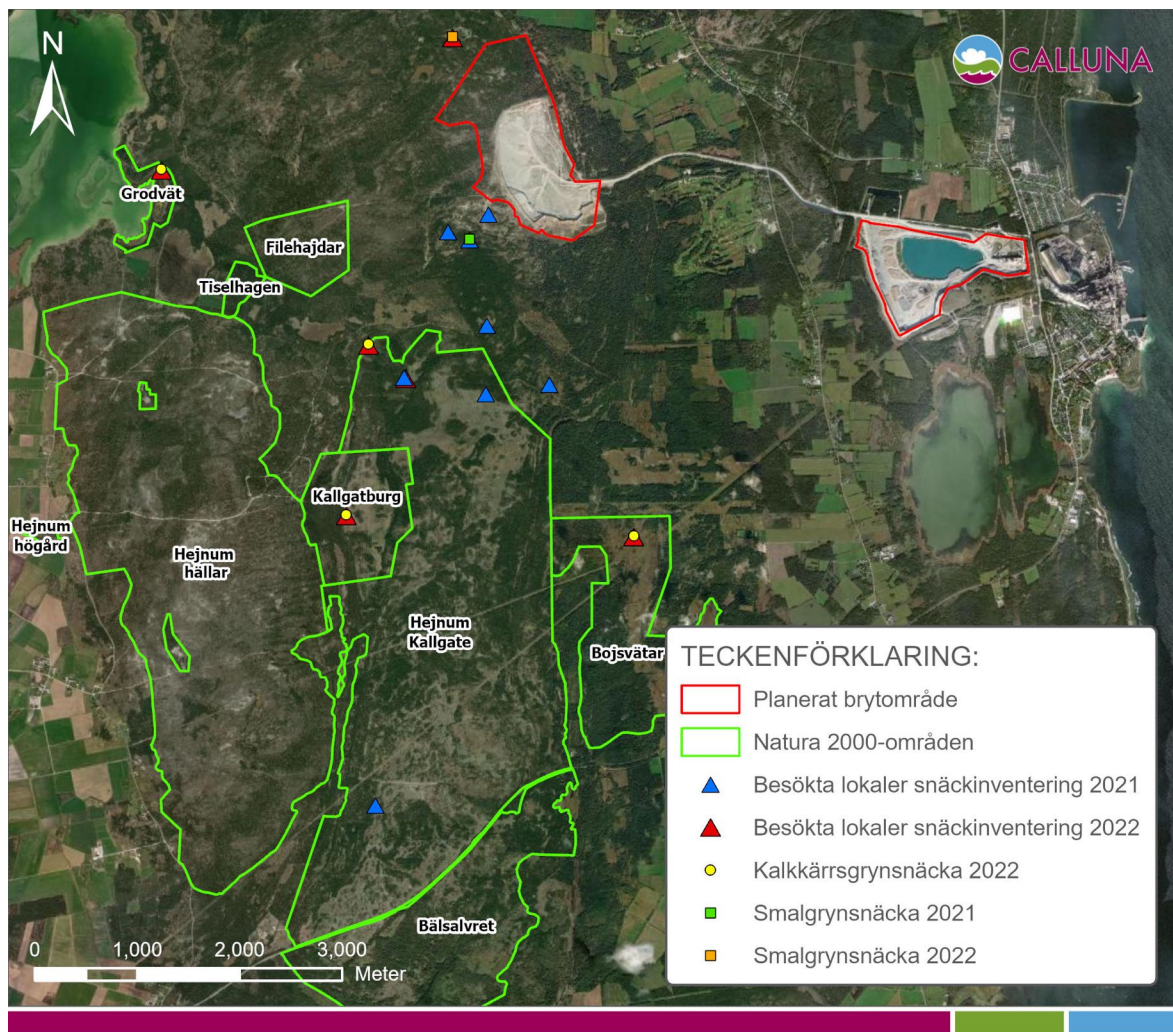 N
CALLUNA
Grodvät
Filehajdar
Tiselhagen
Kallgatburg
Hejnum
högård
Hejnum
hällar
Hejnum
Kallgate
Bojsvätar
Bälsalvret
TECKENFÖRKLARING:
Planerat brytområde
Natura 2000-områden
Besökta lokaler snäckinventering 2021
Besökta lokaler snäckinventering 2022
Kalkkärrsgrynsnäcka 2022
Smalgrynsnäcka 2021
Smalgrynsnäcka 2022
0 1,000 2,000 3,000
Meter